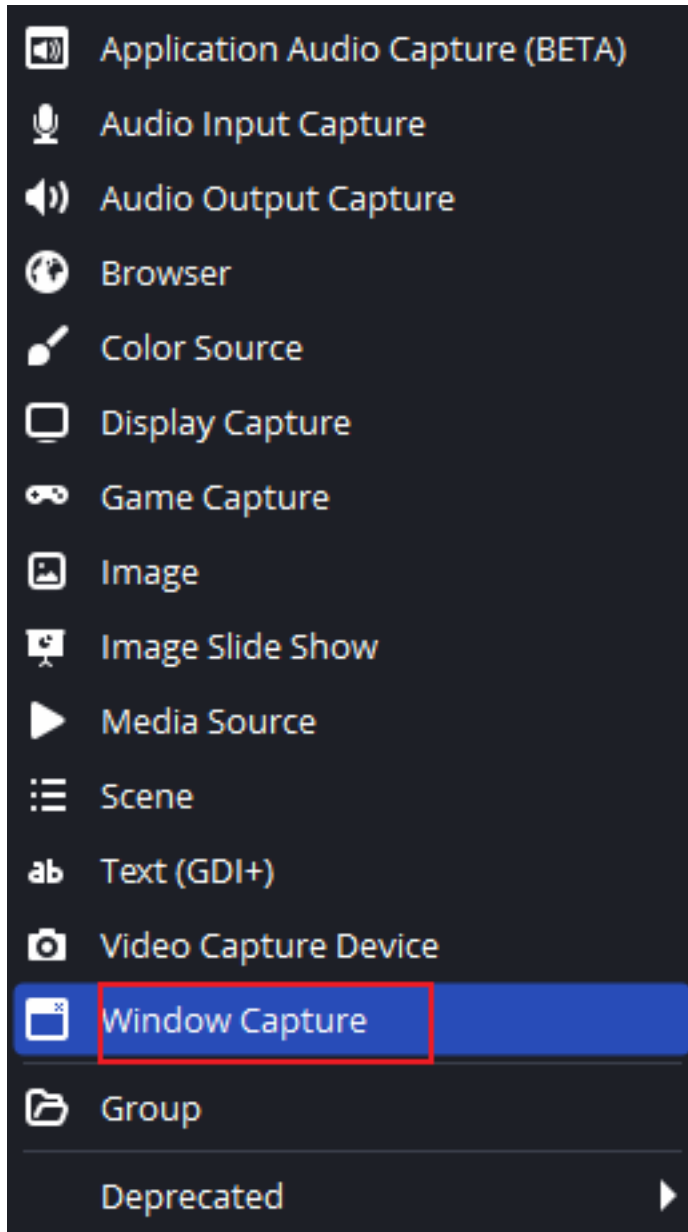 Application Audio Capture (BETA)
Audio Input Capture
Audio Output Capture
Browser
Color Source
Display Capture
Game Capture
Image
Image Slide Show
Media Source
Scene
ab Text (GDI+)
Video Capture Device
Window Capture
Group
Deprecated